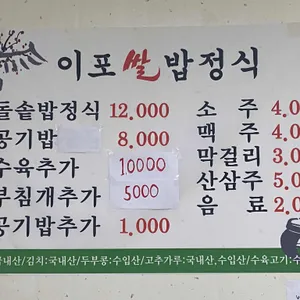 이포쌀밥정식
돌솥밥정식 12.000
공기밥 8.000
수육추가 10000
부침개추가 5000
공기밥추가 1.000
소주 4.0
맥주 4.0
막걸리 3.0
산삼주 5.0
음료 2.0
국내산/김치:국내산/두부콩:수입산/고추가루:국내산,수입산/수육고기:수